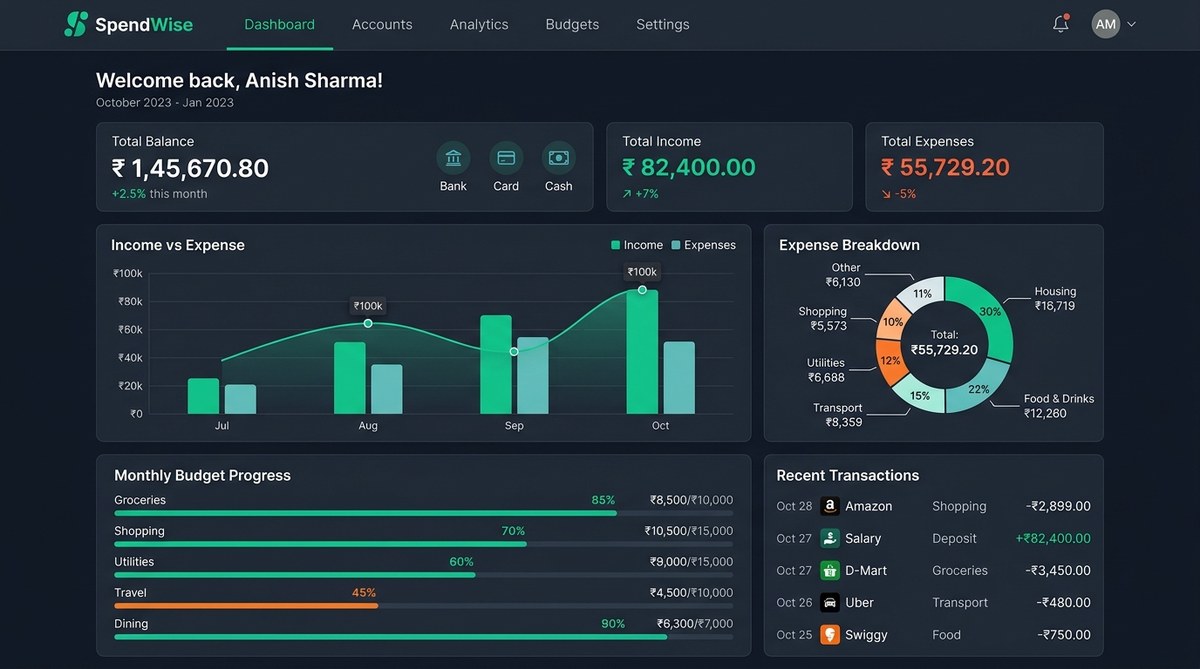 SpendWise
Dashboard Accounts Analytics Budgets Settings
AM
Welcome back, Anish Sharma!
October 2023 - Jan 2023
Total Balance
₹ 1,45,670.80
+2.5% this month
Bank Card Cash
Total Income
₹ 82,400.00
↗ +7%
Total Expenses
₹ 55,729.20
↘ -5%
Income vs Expense
Income Expenses
₹100k
₹80k
₹60k
₹40k
₹20k
₹0
₹100k
₹100k
Jul Aug Sep Oct
Expense Breakdown
Other
₹6,130
Shopping
₹5,573
Utilities
₹6,688
Transport
₹8,359
Housing
₹16,719
Food & Drinks
₹12,260
11%
30%
10%
12%
15%
22%
Total:
₹55,729.20
Monthly Budget Progress
Groceries 85% ₹8,500/₹10,000
Shopping 70% ₹10,500/₹15,000
Utilities 60% ₹9,000/₹15,000
Travel 45% ₹4,500/₹10,000
Dining 90% ₹6,300/₹7,000
Recent Transactions
Oct 28 a Amazon Shopping -₹2,899.00
Oct 27 Salary Deposit +₹82,400.00
Oct 27 D-Mart Groceries -₹3,450.00
Oct 26 Uber Transport -₹480.00
Oct 25 Swiggy Food -₹750.00